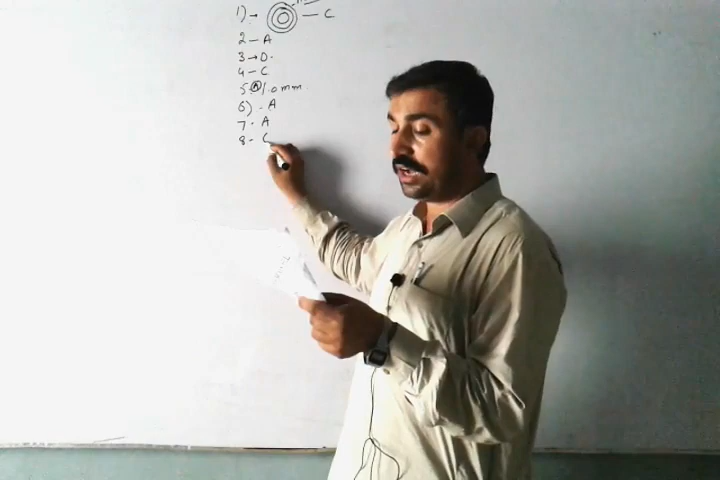 1) → — C
2 – A
3 → D.
4 – C
5 Ⓐ 1.0 mm.
6) - A
7 - A
8 - C